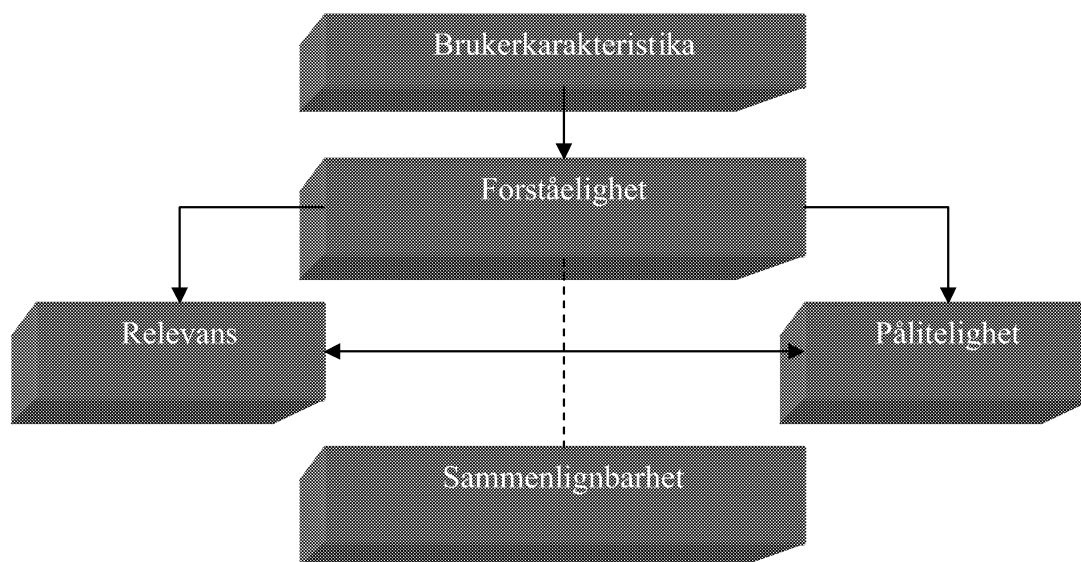 Brukerkarakteristika
Forståelighet
Relevans
Pålitelighet
Sammenlignbarhet